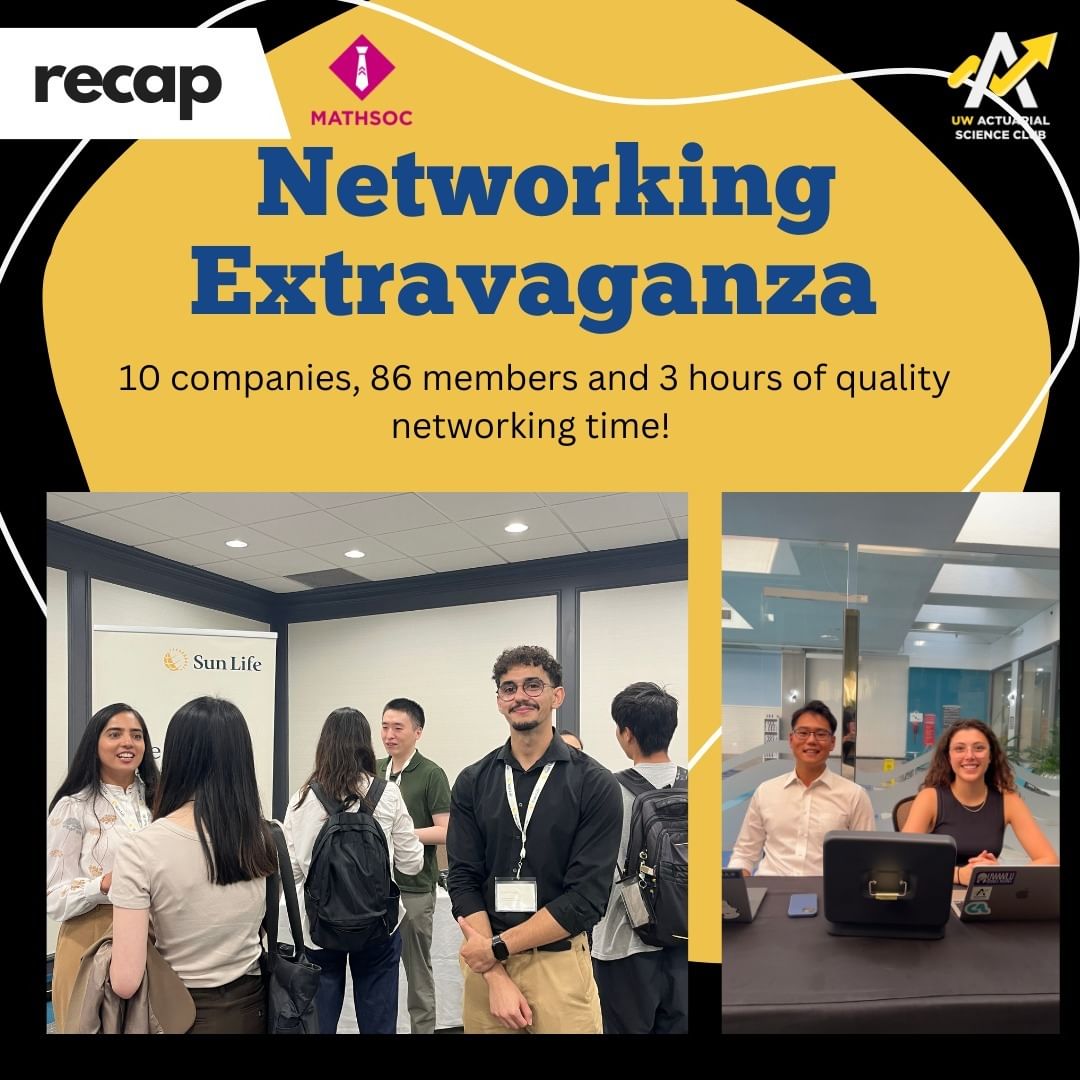 recap
MATHSOC
UW ACTUARIAL
SCIENCE CLUB
Networking
Extravaganza
10 companies, 86 members and 3 hours of quality
networking time!
Sun Life